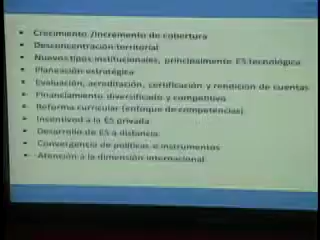 • Crecimiento /incremento de cobertura
• Desconcentración territorial
• Nuevos tipos institucionales, principalmente ES tecnológica
• Planeación estratégica
• Evaluación, acreditación, certificación y rendición de cuentas
• Financiamiento diversificado y competitivo
• Reforma curricular (enfoque de competencias)
• Incentivod a la ES privada
• Desarrollo de ES a distancia
• Convergencia de políticas e instrumentos
• Atención a la dimensión internacional